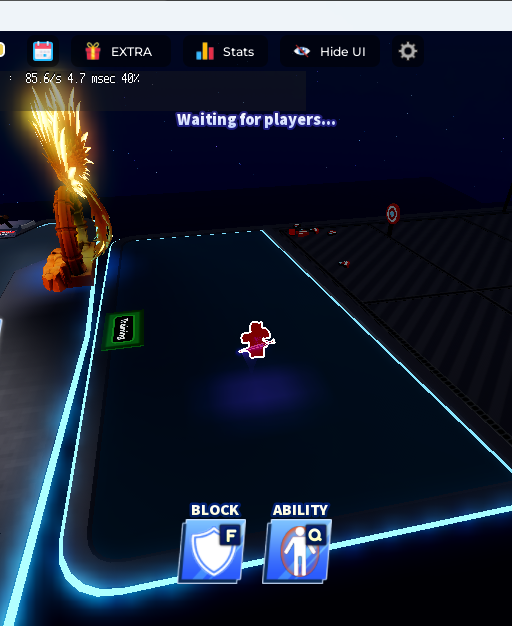 EXTRA
Stats
Hide UI
: 85.6/s 4.7 msec 40%
Waiting for players...
Training
BLOCK
ABILITY
F
Q